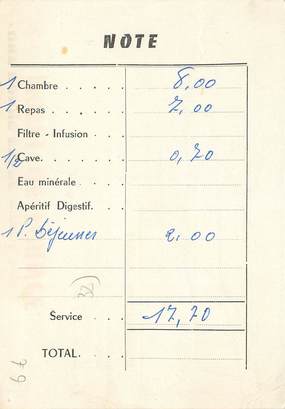 NOTE
1 Chambre . . . . . 8,00
1 Repas . . . . . 7,00
Filtre - Infusion . . .
1/2 Cave. . . . . . 0,70
Eau minérale . . . .
Apéritif Digestif. . .
1 P. Déjeuner 2.00
32)
Service . . . 17,70
TOTAL. . . .